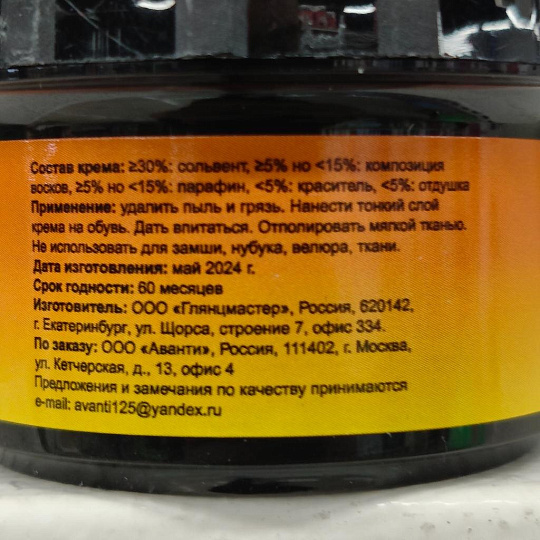 Состав крема: ≥30%: сольвент, ≥5% но <15%: композиция
восков, ≥5% но <15%: парафин, <5%: краситель, <5%: отдушка
Применение: удалить пыль и грязь. Нанести тонкий слой
крема на обувь. Дать впитаться. Отполировать мягкой тканью.
Не использовать для замши, нубука, велюра, ткани.
Дата изготовления: май 2024 г.
Срок годности: 60 месяцев
Изготовитель: ООО «Глянцмастер», Россия, 620142,
г. Екатеринбург, ул. Щорса, строение 7, офис 334.
По заказу: ООО «Аванти», Россия, 111402, г. Москва,
ул. Кетчерская, д., 13, офис 4
Предложения и замечания по качеству принимаются
e-mail: avanti125@yandex.ru